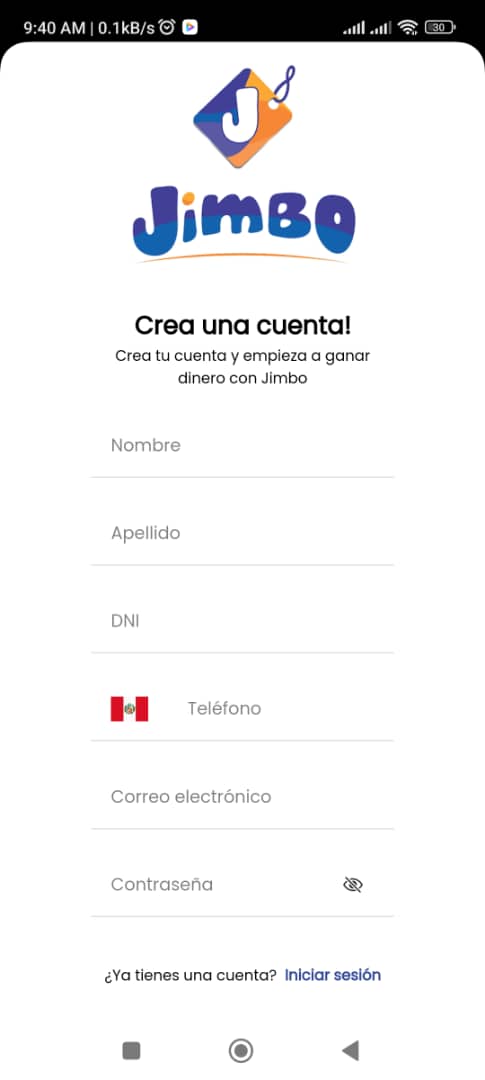 9:40 AM | 0.1kB/s
30
J
Jimbo
Crea una cuenta!
Crea tu cuenta y empieza a ganar
dinero con Jimbo
Nombre
Apellido
DNI
Teléfono
Correo electrónico
Contraseña
¿Ya tienes una cuenta? Iniciar sesión